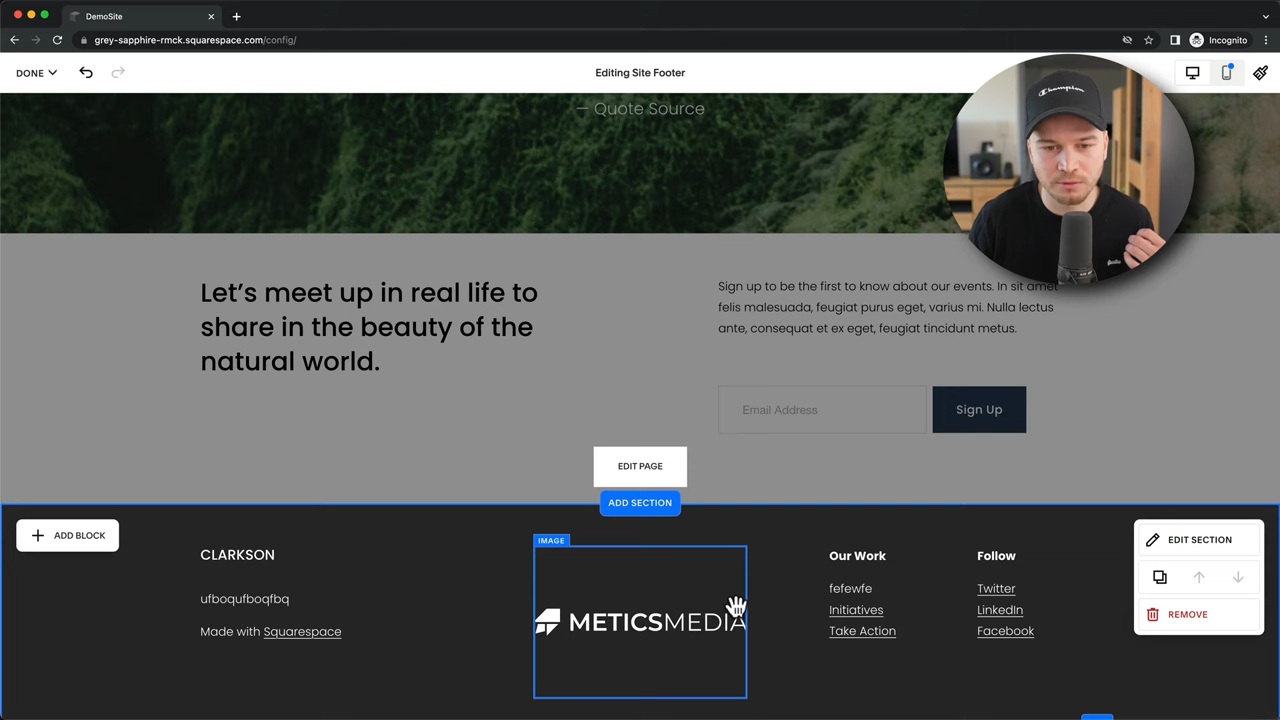 DemoSite
grey-sapphire-rmck.squarespace.com/config/
Incognito
DONE
Editing Site Footer
— Quote Source
Champion
Let’s meet up in real life to
share in the beauty of the
natural world.
Sign up to be the first to know about our events. In sit amet
felis malesuada, feugiat purus eget, varius mi. Nulla lectus
ante, consequat et ex eget, feugiat tincidunt metus.
Email Address
Sign Up
EDIT PAGE
ADD SECTION
ADD BLOCK
CLARKSON
ufboqufboqfbq
Made with Squarespace
IMAGE
METICSMEDIA
Our Work
fefewfe
Initiatives
Take Action
Follow
Twitter
LinkedIn
Facebook
EDIT SECTION
REMOVE